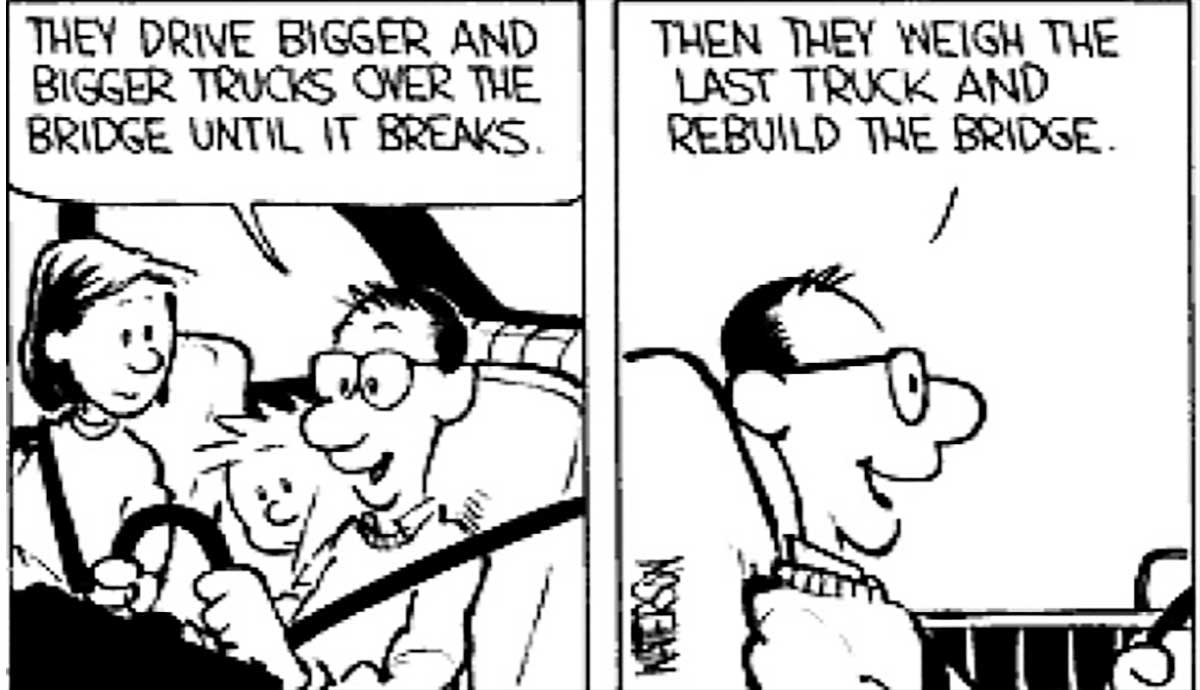 THEY DRIVE BIGGER AND
BIGGER TRUCKS OVER THE
BRIDGE UNTIL IT BREAKS.
THEN THEY WEIGH THE
LAST TRUCK AND
REBUILD THE BRIDGE.
WATTERSON